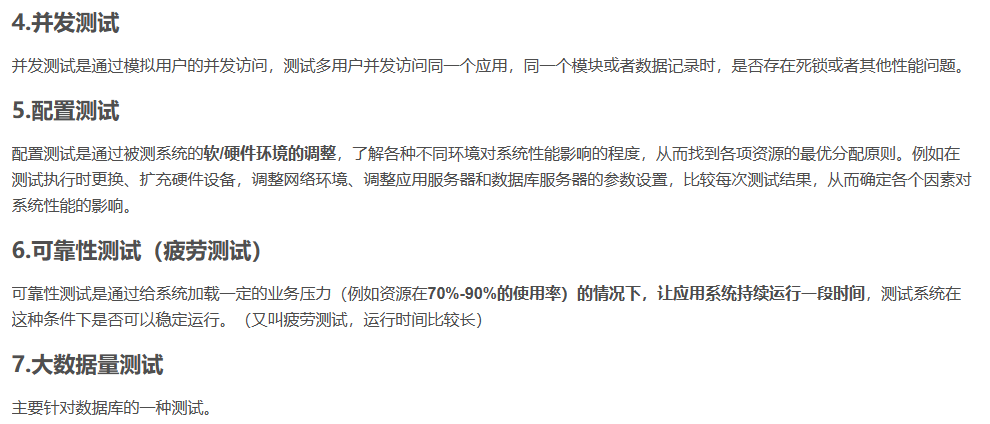 4.并发测试
并发测试是通过模拟用户的并发访问，测试多用户并发访问同一个应用，同一个模块或者数据记录时，是否存在死锁或者其他性能问题。
5.配置测试
配置测试是通过被测系统的软/硬件环境的调整，了解各种不同环境对系统性能影响的程度，从而找到各项资源的最优分配原则。例如在
测试执行时更换、扩充硬件设备，调整网络环境、调整应用服务器和数据库服务器的参数设置，比较每次测试结果，从而确定各个因素对
系统性能的影响。
6.可靠性测试（疲劳测试）
可靠性测试是通过给系统加载一定的业务压力（例如资源在70%-90%的使用率）的情况下，让应用系统持续运行一段时间，测试系统在
这种条件下是否可以稳定运行。（又叫疲劳测试，运行时间比较长）
7.大数据量测试
主要针对数据库的一种测试。